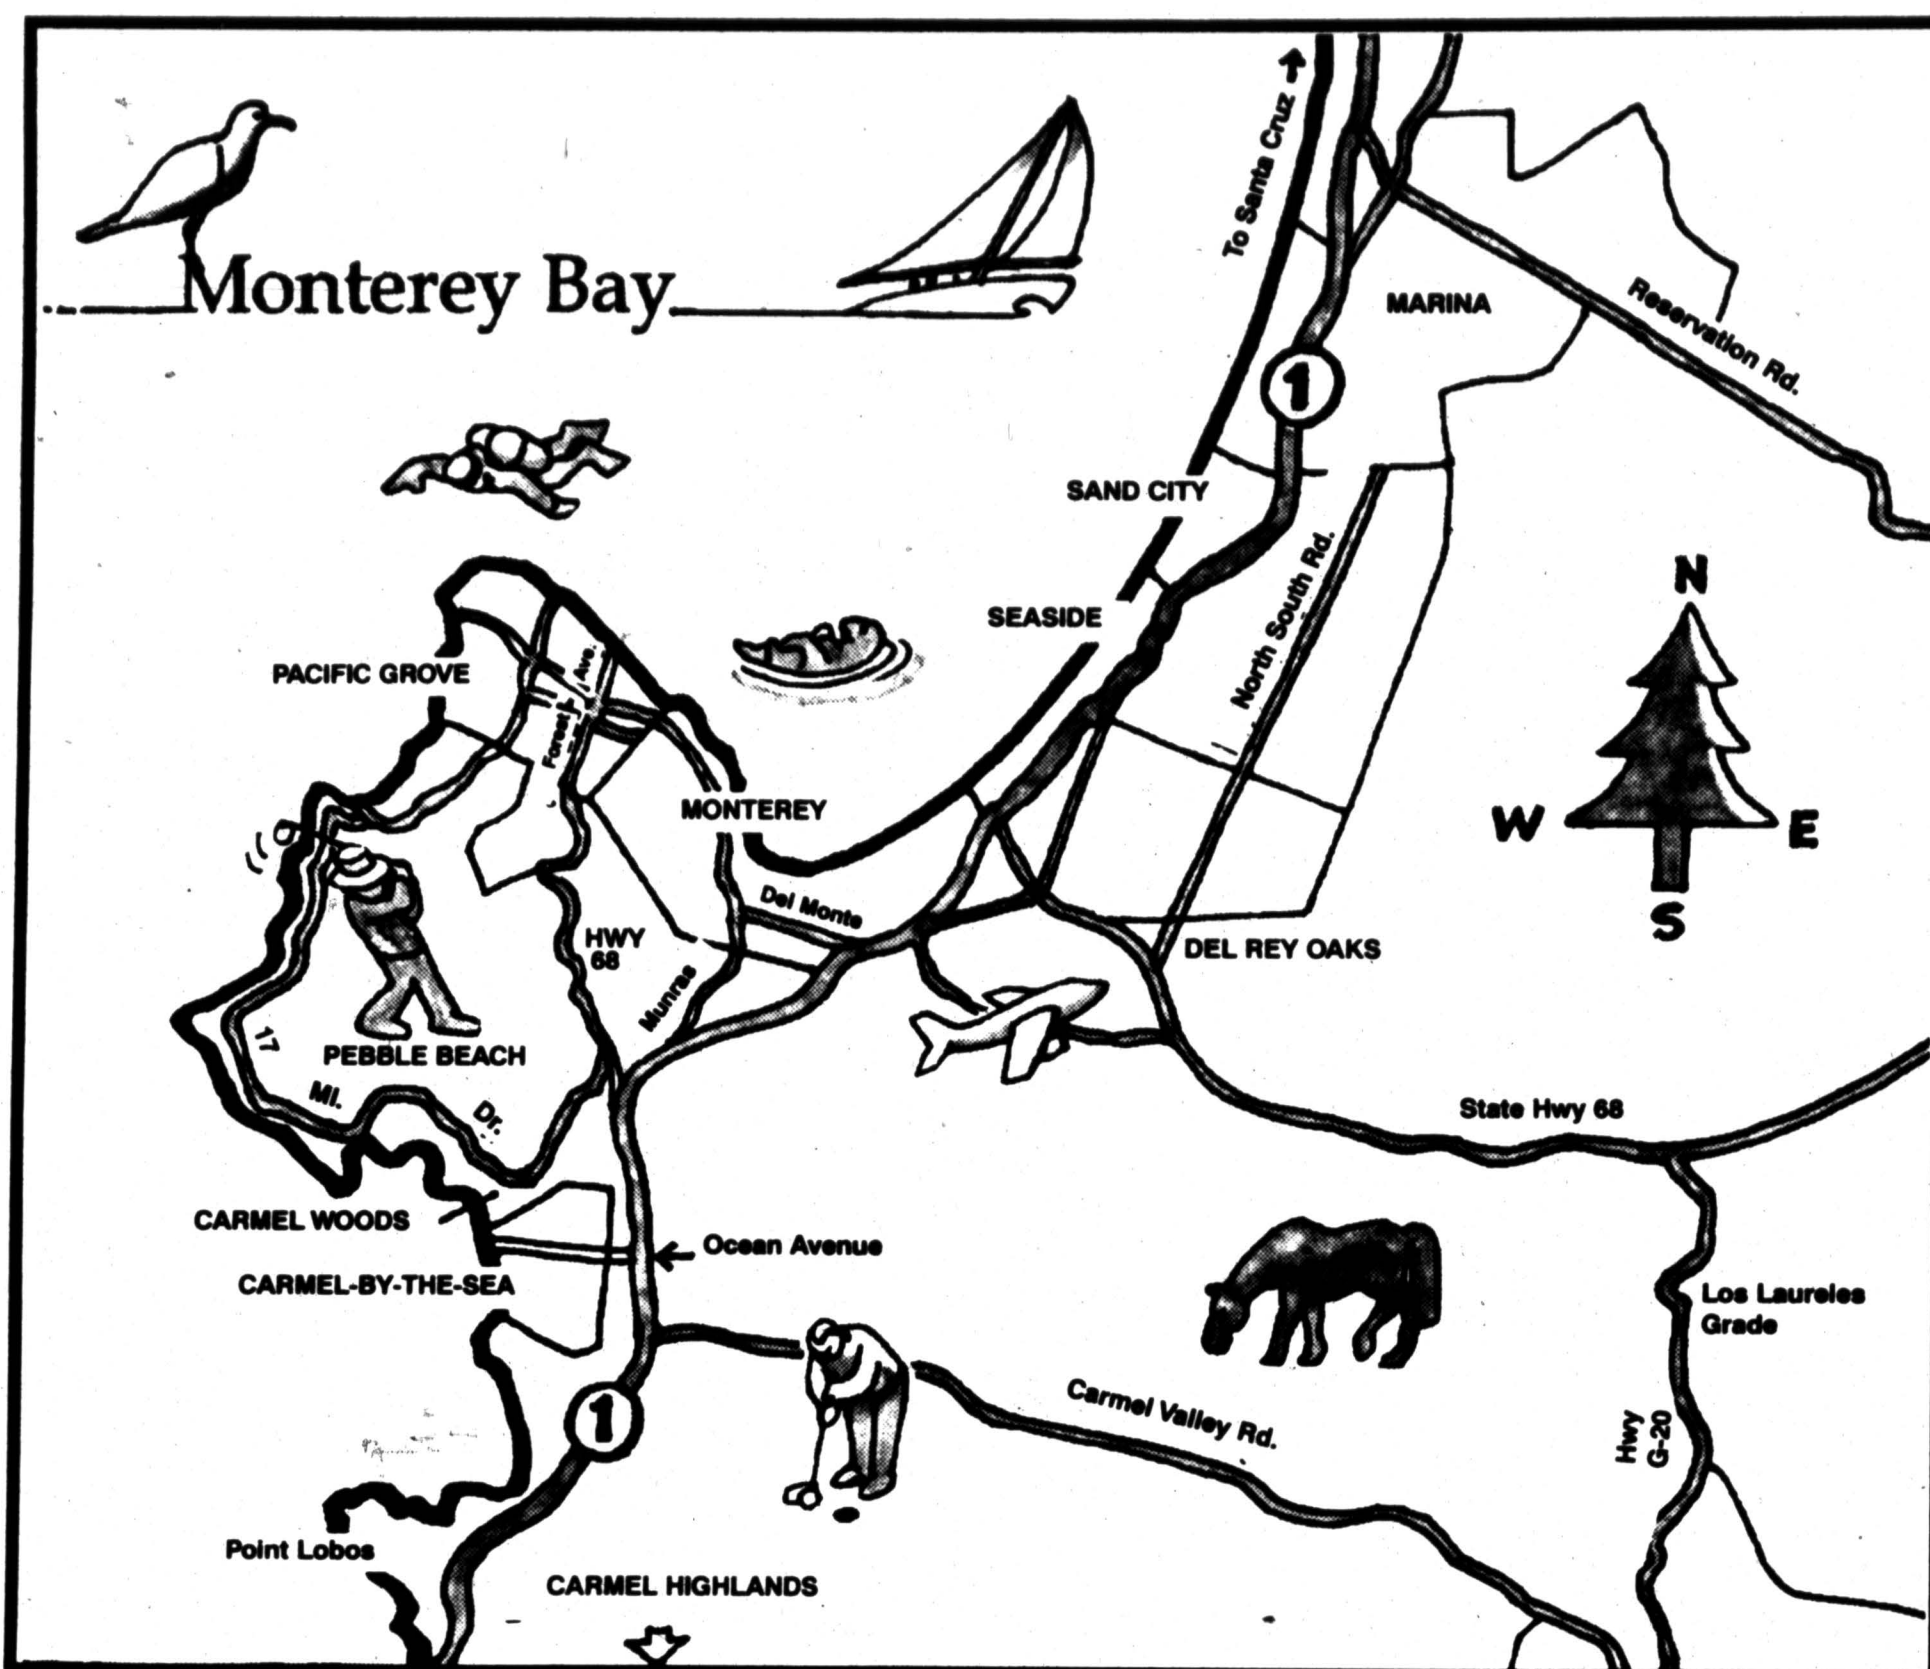 To Santa Cruz
Monterey Bay
MARINA
Reservation Rd.
1
SAND CITY
North South Rd.
SEASIDE
N
PACIFIC GROVE
Forest Ave.
MONTEREY
W
E
S
Del Monte
HWY
68
DEL REY OAKS
Munras
17
Mi.
Dr.
PEBBLE BEACH
State Hwy 68
CARMEL WOODS
Ocean Avenue
CARMEL-BY-THE-SEA
Los Laureles
Grade
Carmel Valley Rd.
1
Hwy
G-20
Point Lobos
CARMEL HIGHLANDS